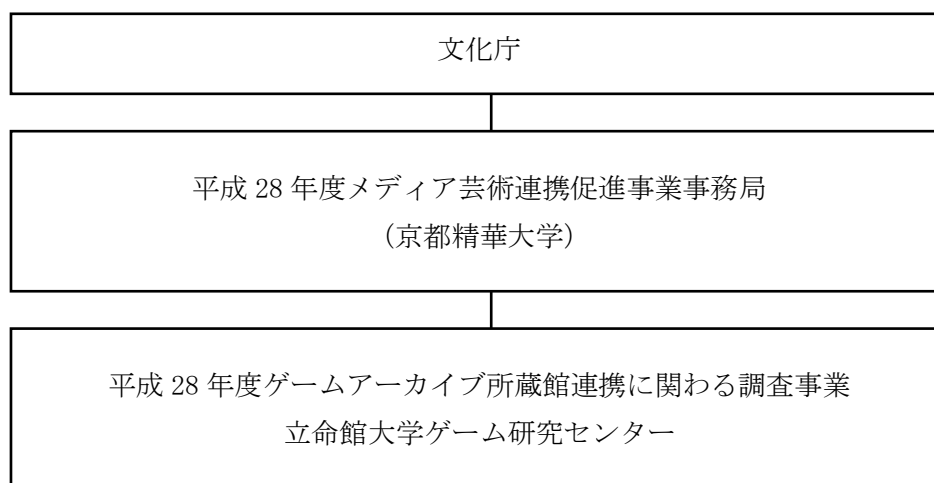 文化庁
平成 28 年度メディア芸術連携促進事業事務局
（京都精華大学）
平成 28 年度ゲームアーカイブ所蔵館連携に関わる調査事業
立命館大学ゲーム研究センター